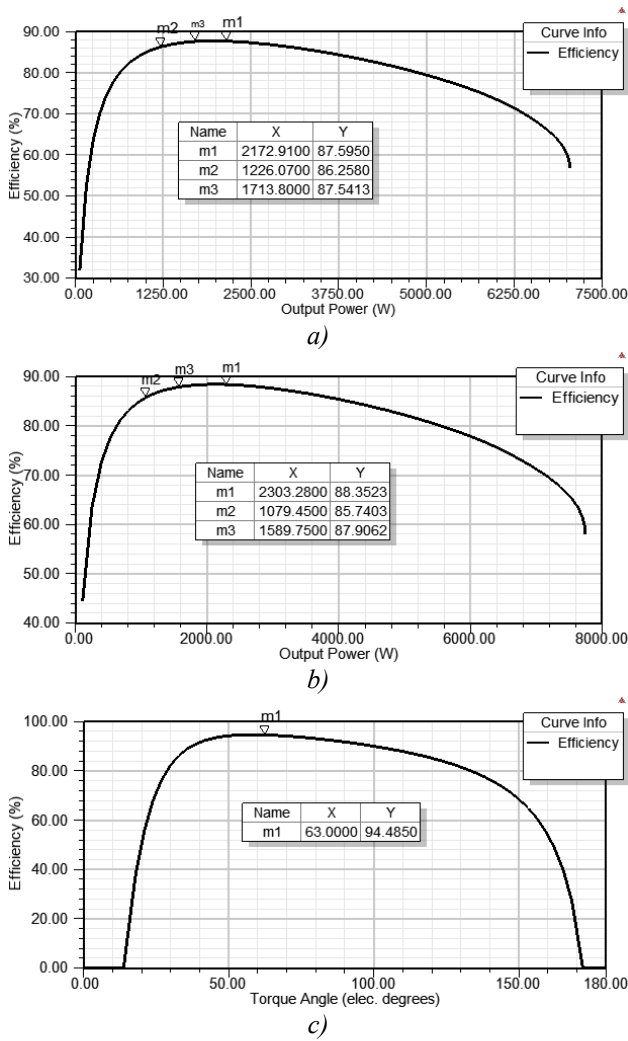 90.00
m2
m3
m1
Curve Info
Efficiency
80.00
70.00
60.00
50.00
40.00
30.00
Efficiency (%)
Name X Y
m1 2172.9100 87.5950
m2 1226.0700 86.2580
m3 1713.8000 87.5413
0.00 1250.00 2500.00 3750.00 5000.00 6250.00 7500.00
Output Power (W)
a)
90.00
m2
m3
m1
Curve Info
Efficiency
80.00
70.00
60.00
50.00
40.00
Efficiency (%)
Name X Y
m1 2303.2800 88.3523
m2 1079.4500 85.7403
m3 1589.7500 87.9062
0.00 2000.00 4000.00 6000.00 8000.00
Output Power (W)
b)
100.00
m1
Curve Info
Efficiency
80.00
60.00
40.00
20.00
0.00
Efficiency (%)
Name X Y
m1 63.0000 94.4850
0.00 50.00 100.00 150.00 180.00
Torque Angle (elec. degrees)
c)